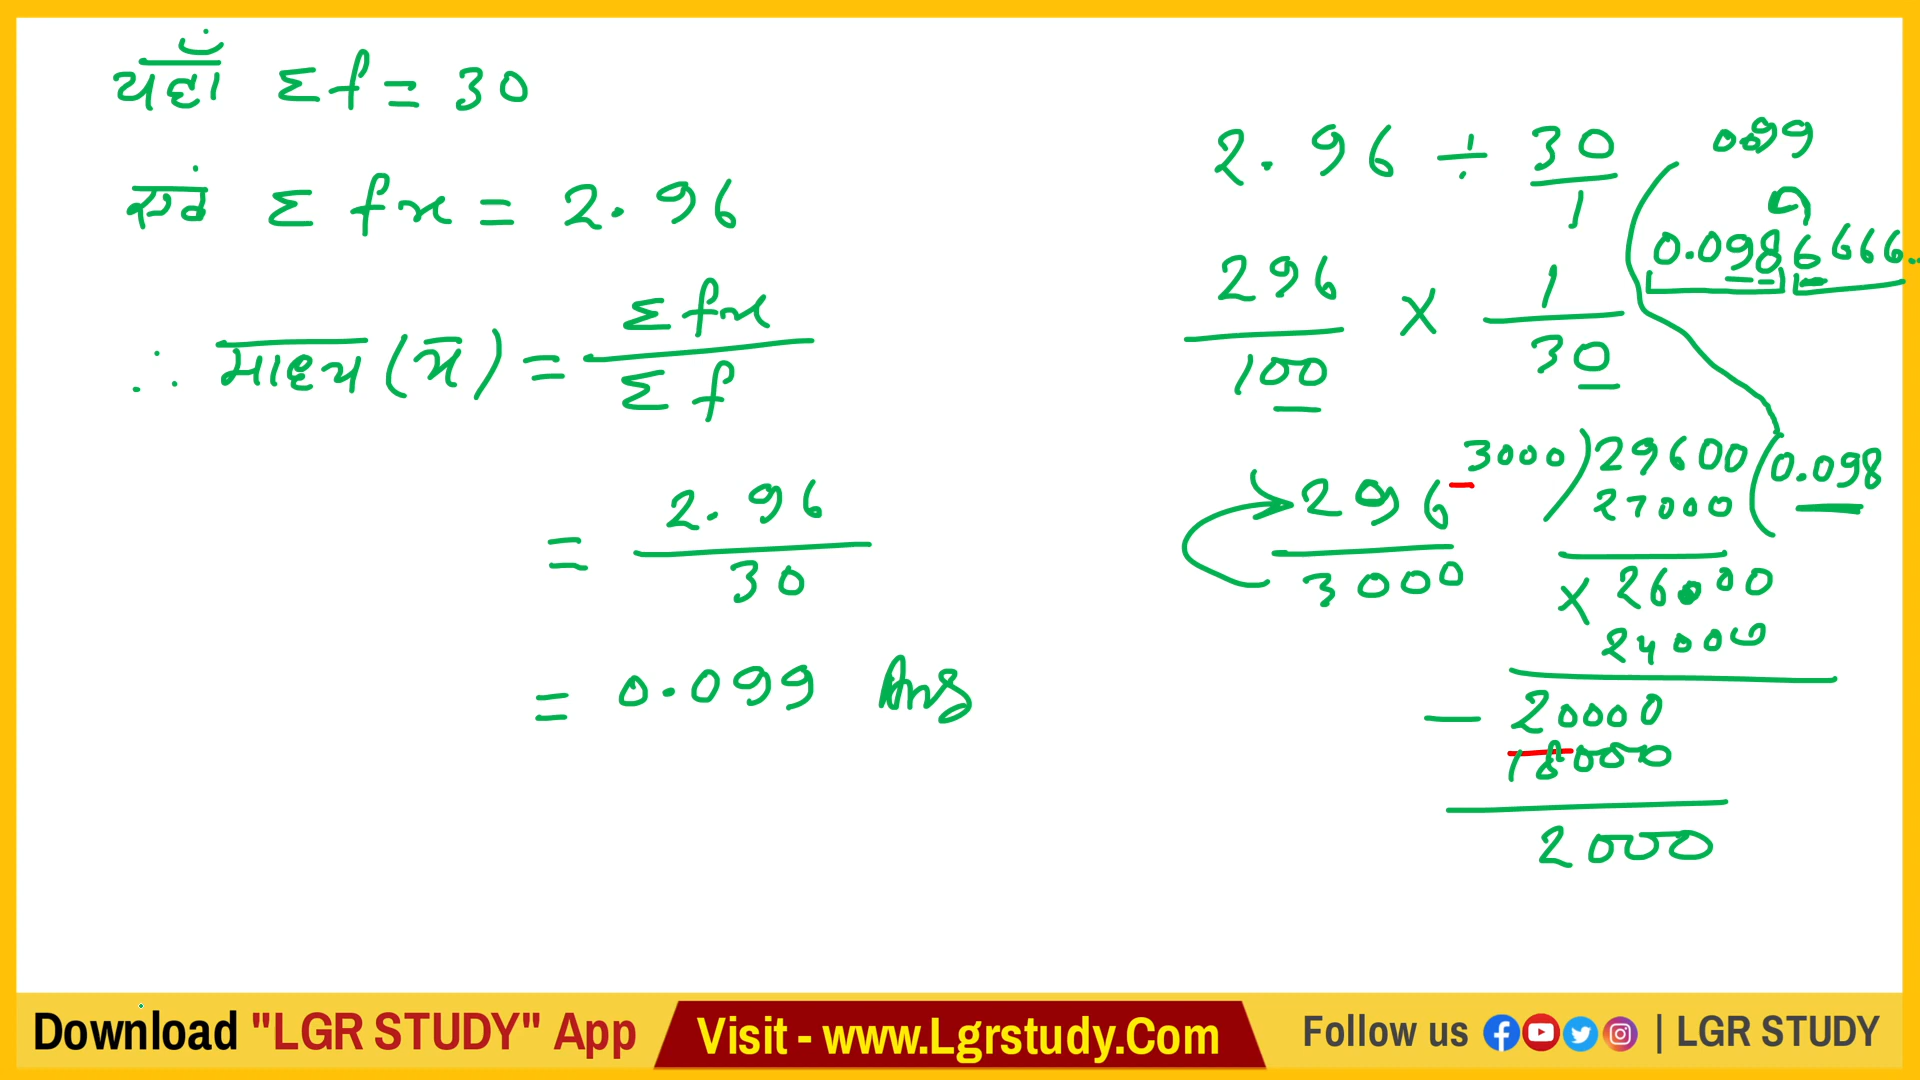 यहाँ Σf = 30
एवं Σfx = 2.96
∴ माध्य (x̄) = Σfx / Σf
= 2.96 / 30
= 0.099 Ans
2.96 ÷ 30/1
296/100 × 1/30
296/3000
0.099
0.0986666..
3000)29600(0.098
27000
× 26000
24000
- 20000
18000
2000
Download "LGR STUDY" App
Visit - www.Lgrstudy.Com
Follow us | LGR STUDY